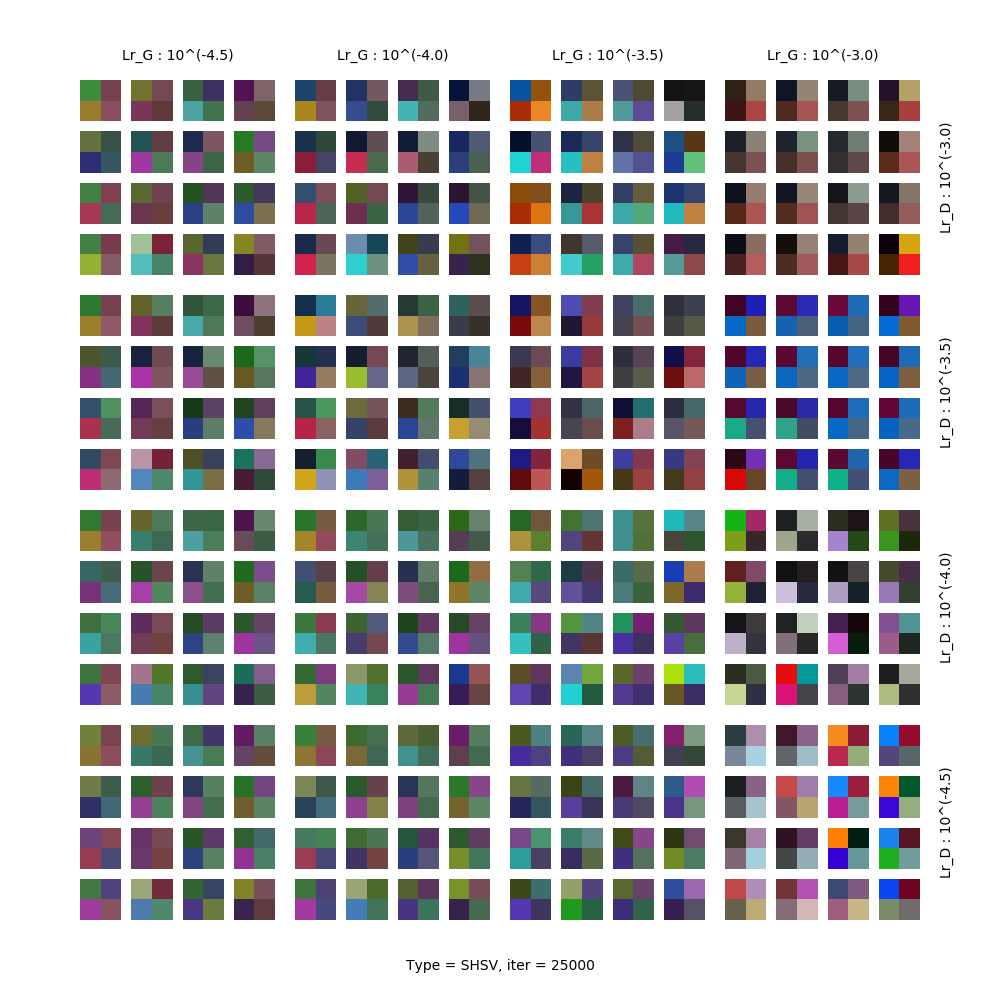 Lr_G : 10^(-4.5)
Lr_G : 10^(-4.0)
Lr_G : 10^(-3.5)
Lr_G : 10^(-3.0)
Lr_D : 10^(-3.0)
Lr_D : 10^(-3.5)
Lr_D : 10^(-4.0)
Lr_D : 10^(-4.5)
Type = SHSV, iter = 25000